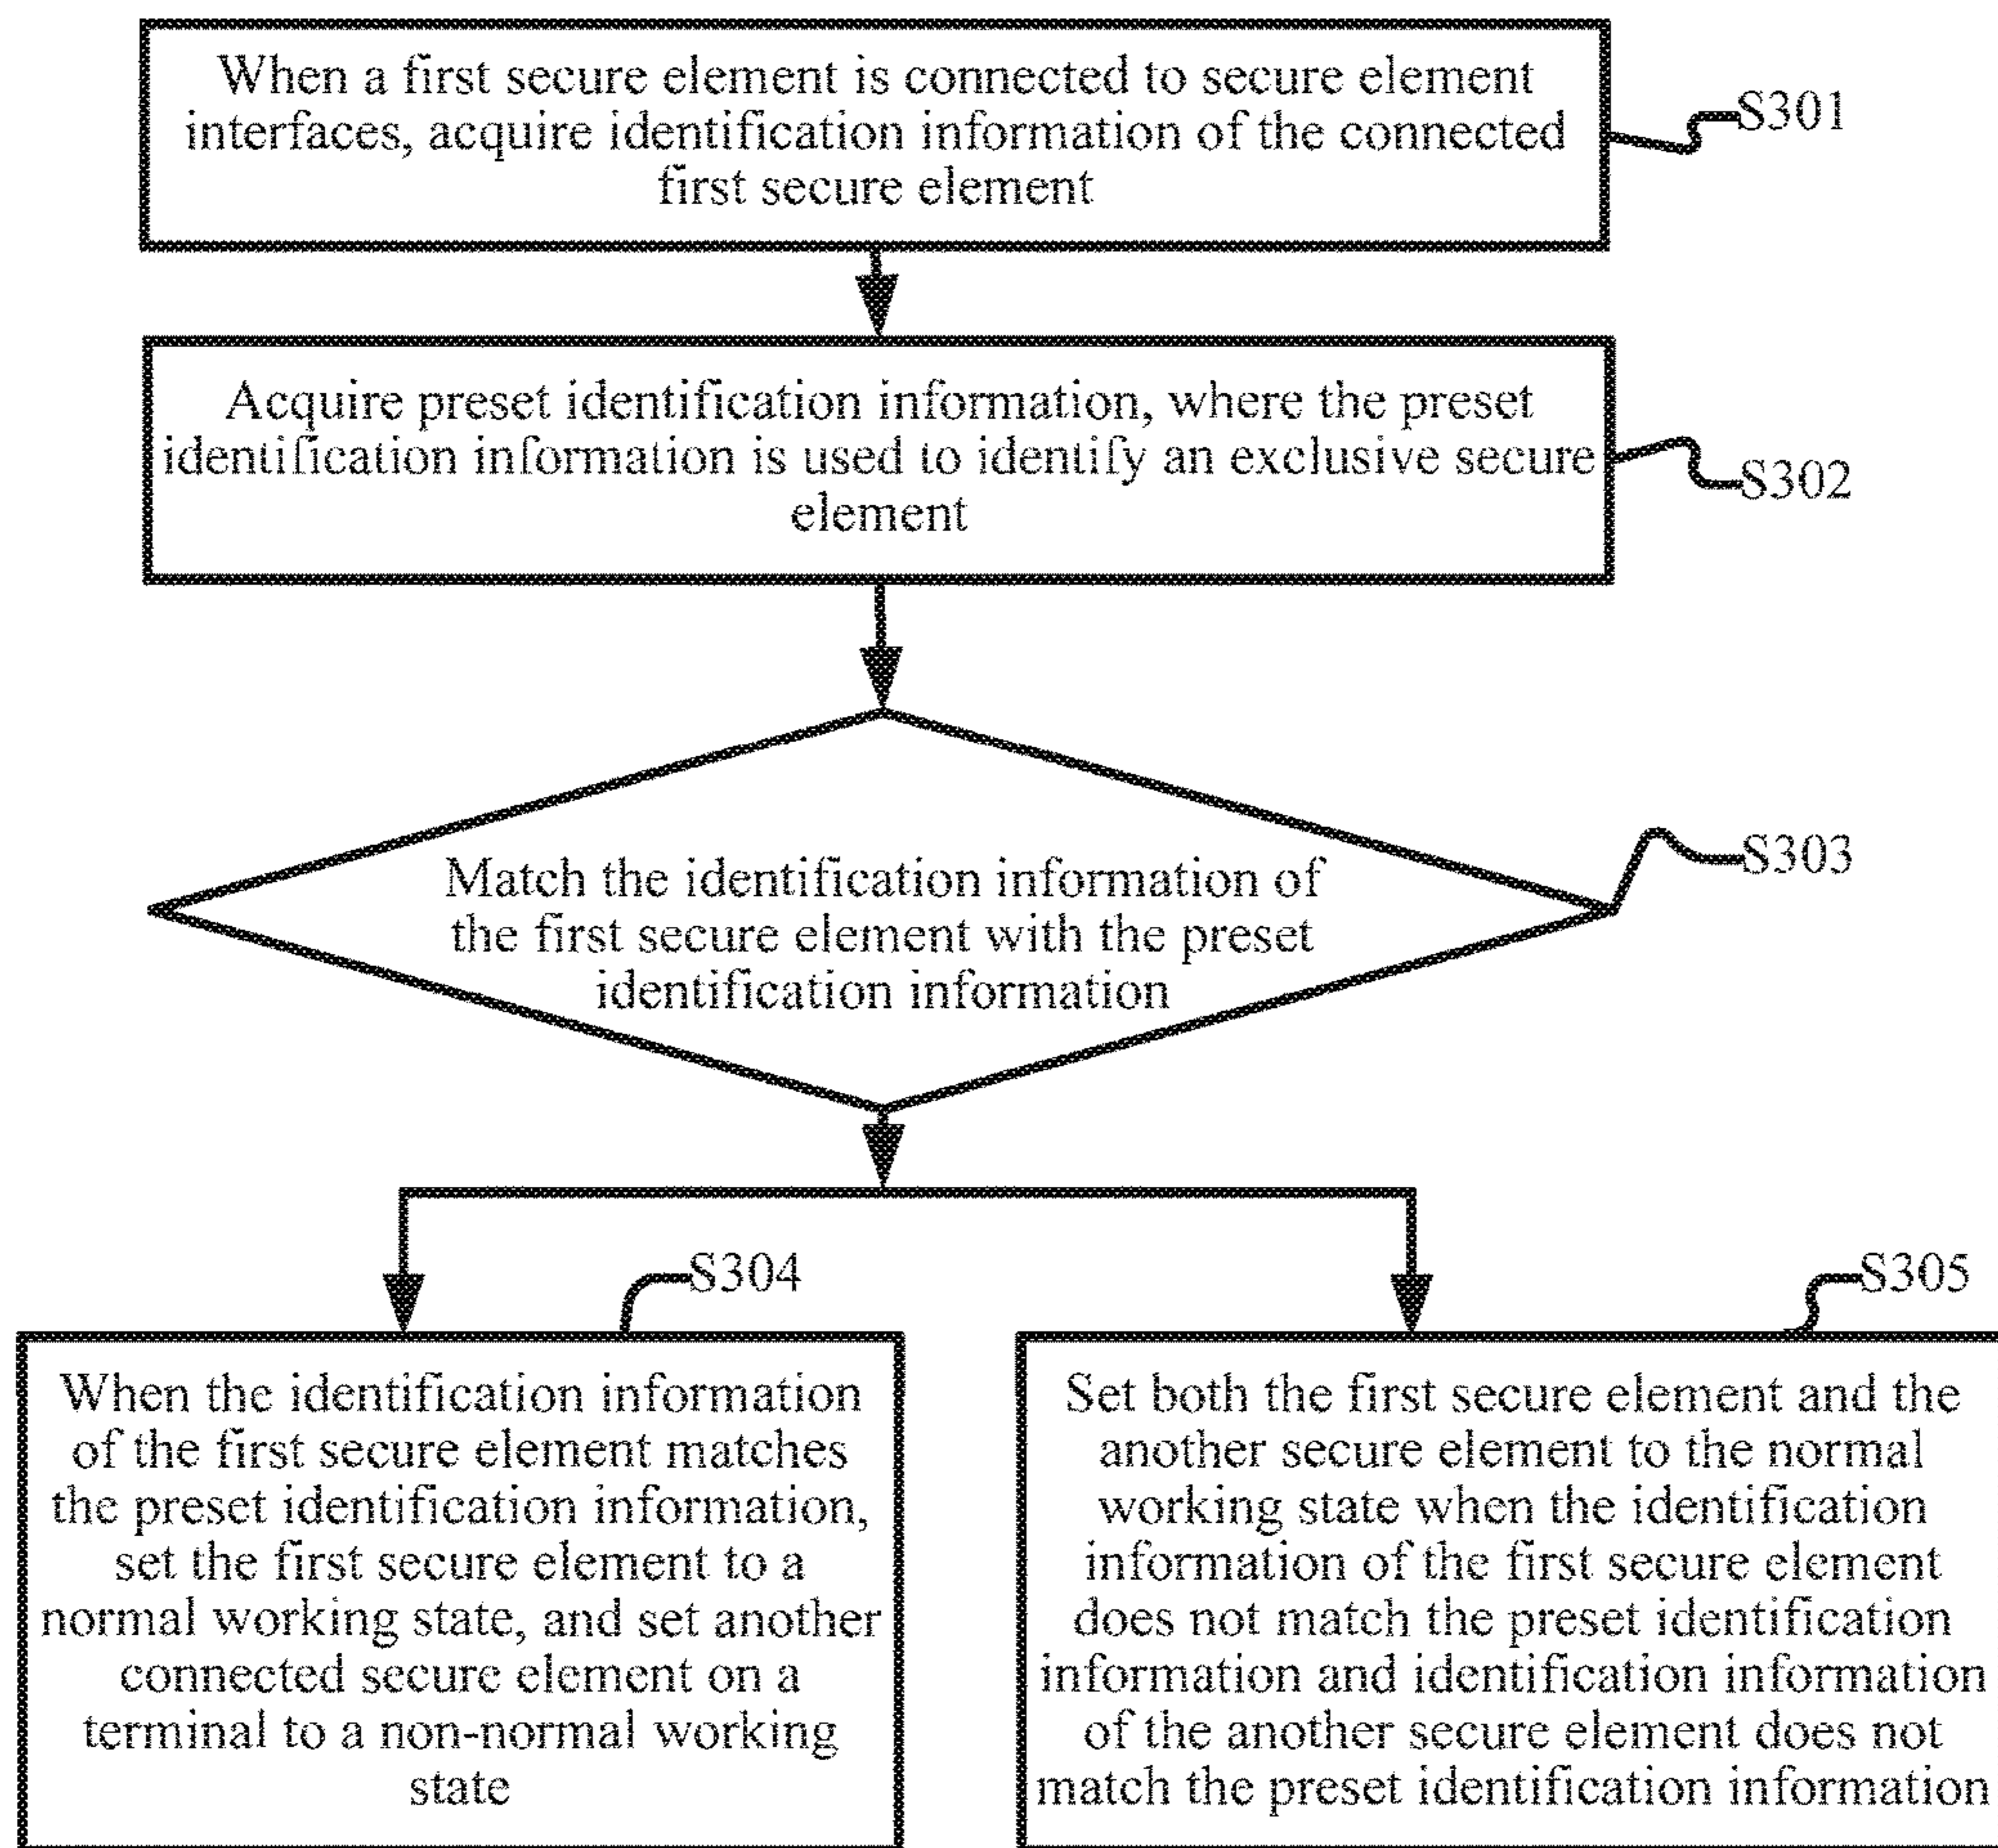 When a first secure element is connected to secure element
interfaces, acquire identification information of the connected
first secure element
S301
Acquire preset identification information, where the preset
identification information is used to identify an exclusive secure
element
S302
Match the identification information of
the first secure element with the preset
identification information
S303
S304
When the identification information
of the first secure element matches
the preset identification information,
set the first secure element to a
normal working state, and set another
connected secure element on a
terminal to a non-normal working
state
S305
Set both the first secure element and the
another secure element to the normal
working state when the identification
information of the first secure element
does not match the preset identification
information and identification information
of the another secure element does not
match the preset identification information